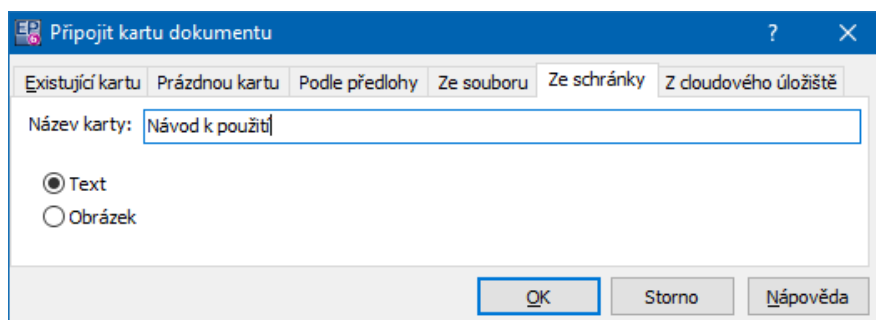 Připojit kartu dokumentu ?
Existující kartu Prázdnou kartu Podle předlohy Ze souboru Ze schránky Z cloudového úložiště
Název karty: Návod k použití
Text
Obrázek
OK Storno Nápověda